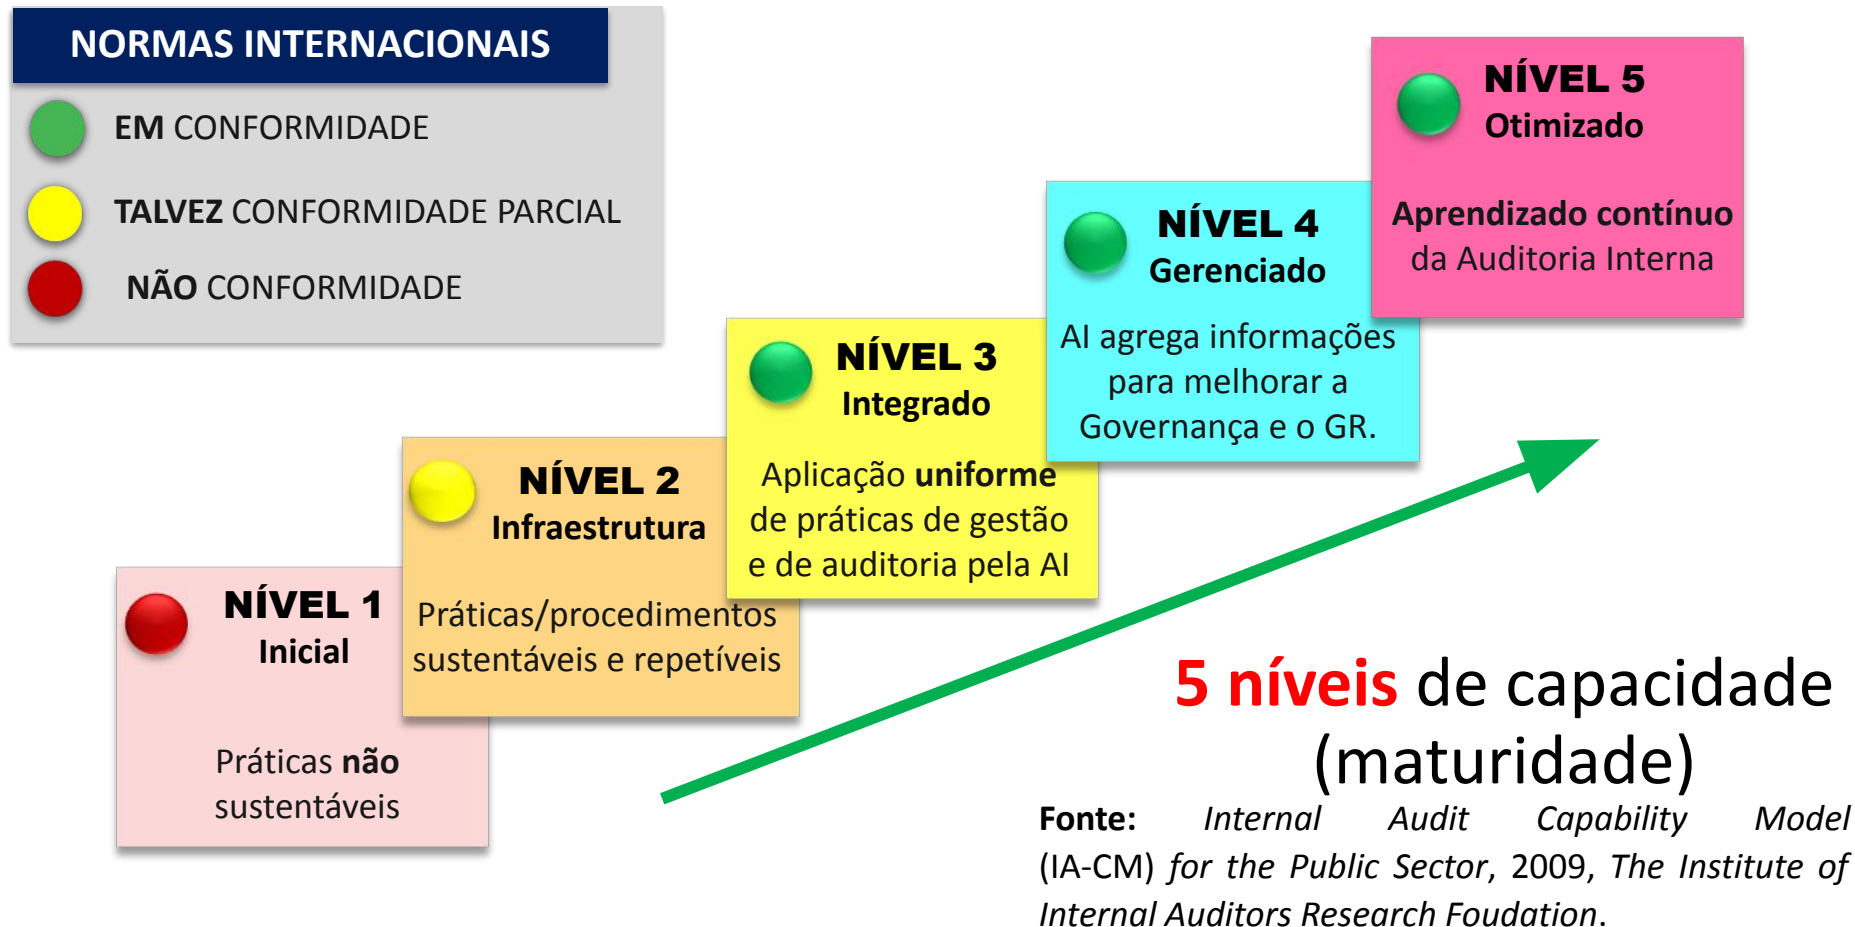 NORMAS INTERNACIONAIS
EM CONFORMIDADE
TALVEZ CONFORMIDADE PARCIAL
NÃO CONFORMIDADE
NÍVEL 5
Otimizado
Aprendizado contínuo
da Auditoria Interna
NÍVEL 4
Gerenciado
AI agrega informações
para melhorar a
Governança e o GR.
NÍVEL 3
Integrado
Aplicação uniforme
de práticas de gestão
e de auditoria pela AI
NÍVEL 2
Infraestrutura
Práticas/procedimentos
sustentáveis e repetíveis
NÍVEL 1
Inicial
Práticas não
sustentáveis
5 níveis de capacidade
(maturidade)
Fonte: Internal Audit Capability Model
(IA-CM) for the Public Sector, 2009, The Institute of
Internal Auditors Research Foudation.